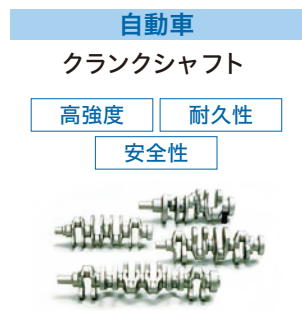 自動車
クランクシャフト
高強度 耐久性
安全性